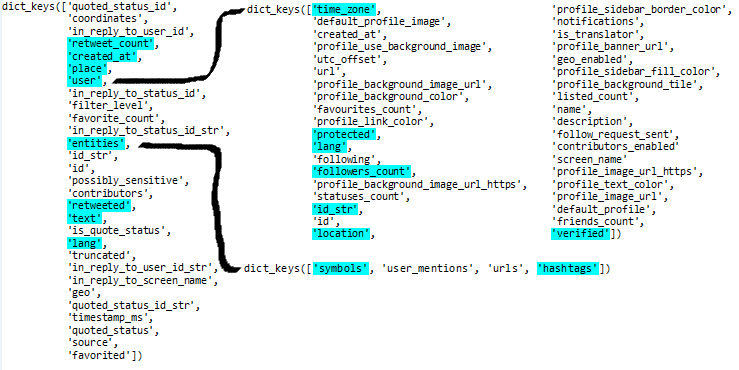 dict_keys(['quoted_status_id',
'coordinates',
'in_reply_to_user_id',
'retweet_count',
'created_at',
'place',
'user',
'in_reply_to_status_id',
'filter_level',
'favorite_count',
'in_reply_to_status_id_str',
'entities',
'id_str',
'id',
'possibly_sensitive',
'contributors',
'retweeted',
'text',
'is_quote_status',
'lang',
'truncated',
'in_reply_to_user_id_str',
'in_reply_to_screen_name',
'geo',
'quoted_status_id_str',
'timestamp_ms',
'quoted_status',
'source',
'favorited'])
dict_keys(['time_zone',
'default_profile_image',
'created_at',
'profile_use_background_image',
'utc_offset',
'url',
'profile_background_image_url',
'profile_background_color',
'favourites_count',
'profile_link_color',
'protected',
'lang',
'following',
'followers_count',
'profile_background_image_url_https',
'statuses_count',
'id_str',
'id',
'location',
'profile_sidebar_border_color',
'notifications',
'is_translator',
'profile_banner_url',
'geo_enabled',
'profile_sidebar_fill_color',
'profile_background_tile',
'listed_count',
'name',
'description',
'follow_request_sent',
'contributors_enabled'
'screen_name'
'profile_image_url_https',
'profile_text_color',
'profile_image_url',
'default_profile',
'friends_count',
'verified'])
dict_keys(['symbols', 'user_mentions', 'urls', 'hashtags'])